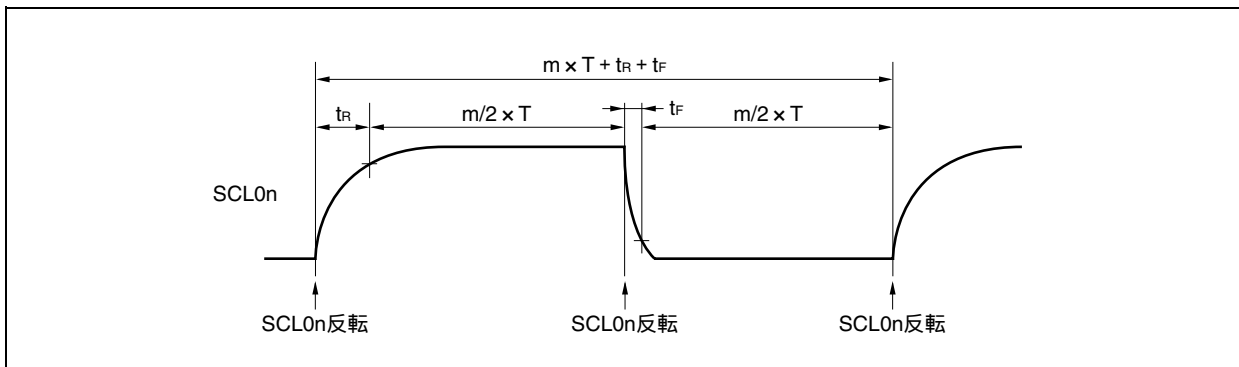 m × T + tR + tF
tR
m/2 × T
tF
m/2 × T
SCL0n
SCL0n反転
SCL0n反転
SCL0n反転